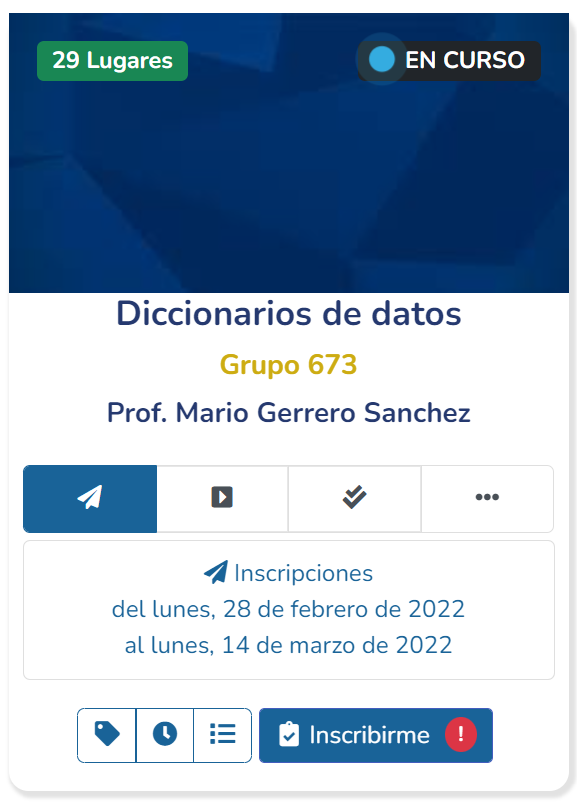 29 Lugares
EN CURSO
Diccionarios de datos
Grupo 673
Prof. Mario Gerrero Sanchez
Inscripciones
del lunes, 28 de febrero de 2022
al lunes, 14 de marzo de 2022
Inscribirme !